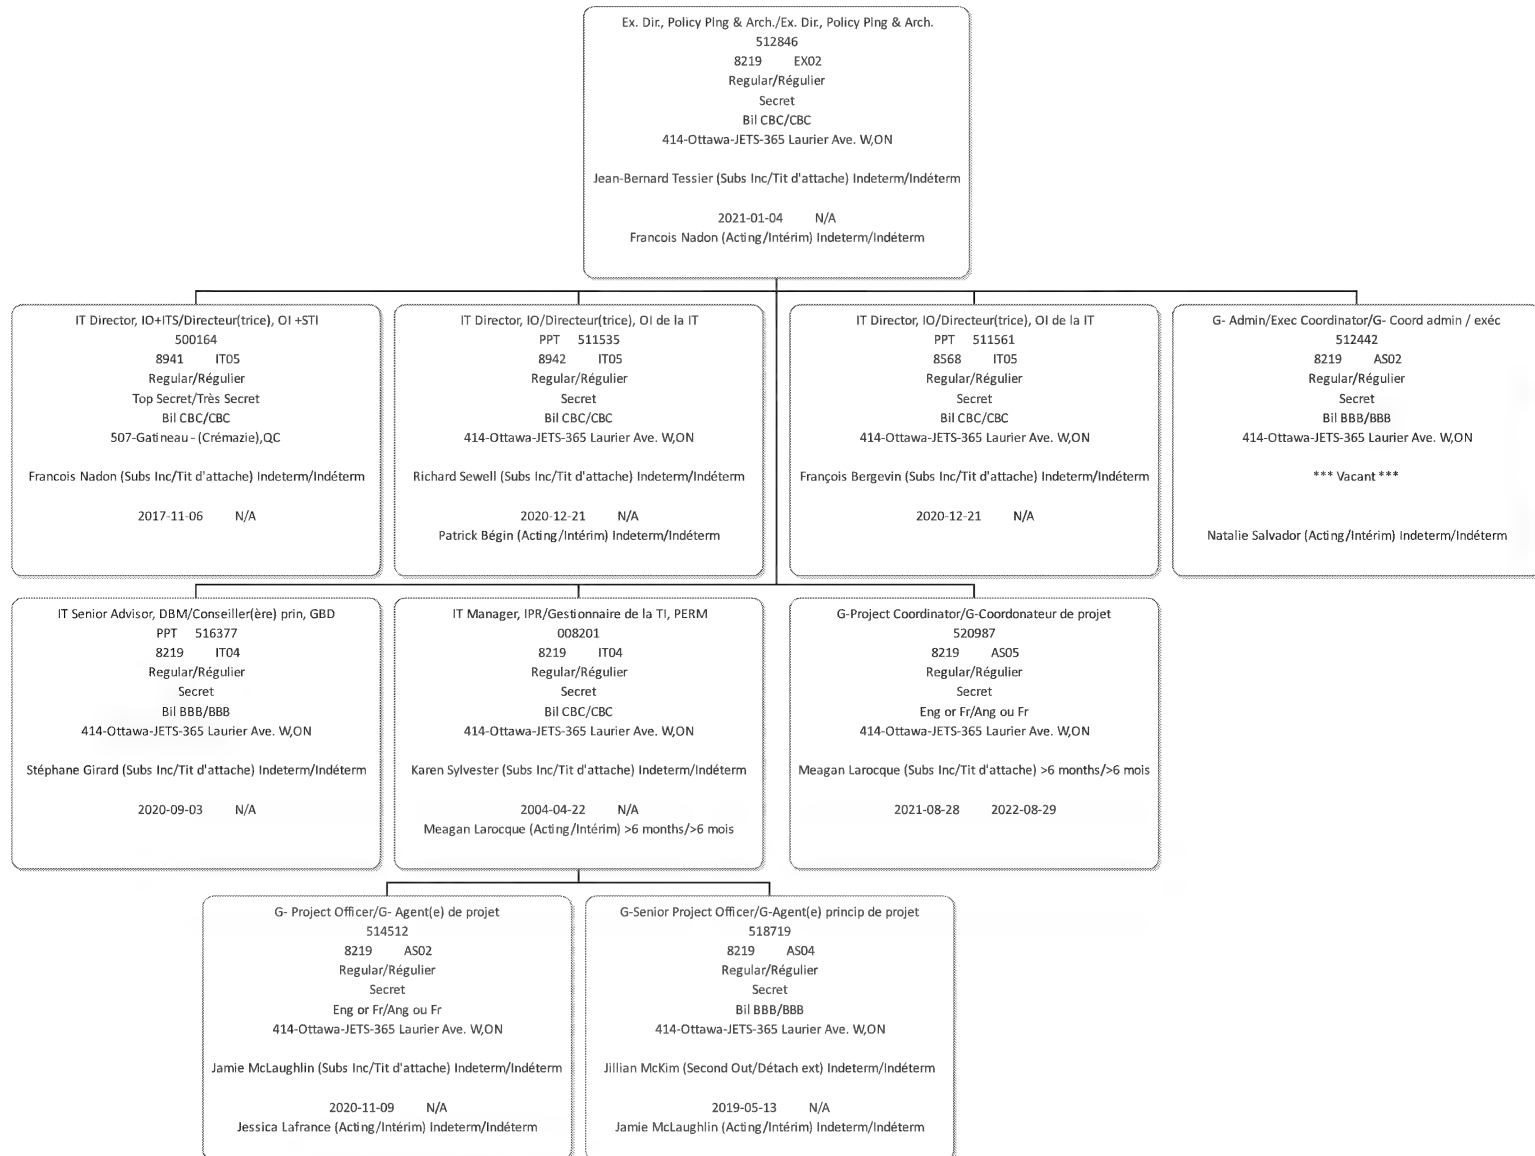 Ex. Dir., Policy Plng & Arch./Ex. Dir., Policy Plng & Arch.
512846
8219 EX02
Regular/Régulier
Secret
Bil CBC/CBC
414-Ottawa-JETS-365 Laurier Ave. W,ON
Jean-Bernard Tessier (Subs Inc/Tit d'attache) Indeterm/Indéterm
2021-01-04 N/A
Francois Nadon (Acting/Intérim) Indeterm/Indéterm
IT Director, IO+ITS/Directeur(trice), OI +STI
500164
8941 IT05
Regular/Régulier
Top Secret/Très Secret
Bil CBC/CBC
507-Gatineau - (Crémazie),QC
Francois Nadon (Subs Inc/Tit d'attache) Indeterm/Indéterm
2017-11-06 N/A
IT Director, IO/Directeur(trice), OI de la IT
PPT 511535
8942 IT05
Regular/Régulier
Secret
Bil CBC/CBC
414-Ottawa-JETS-365 Laurier Ave. W,ON
Richard Sewell (Subs Inc/Tit d'attache) Indeterm/Indéterm
2020-12-21 N/A
Patrick Bégin (Acting/Intérim) Indeterm/Indéterm
IT Director, IO/Directeur(trice), OI de la IT
PPT 511561
8568 IT05
Regular/Régulier
Secret
Bil CBC/CBC
414-Ottawa-JETS-365 Laurier Ave. W,ON
François Bergevin (Subs Inc/Tit d'attache) Indeterm/Indéterm
2020-12-21 N/A
G- Admin/Exec Coordinator/G- Coord admin / exéc
512442
8219 AS02
Regular/Régulier
Secret
Bil BBB/BBB
414-Ottawa-JETS-365 Laurier Ave. W,ON
*** Vacant ***
Natalie Salvador (Acting/Intérim) Indeterm/Indéterm
IT Senior Advisor, DBM/Conseiller(ère) prin, GBD
PPT 516377
8219 IT04
Regular/Régulier
Secret
Bil BBB/BBB
414-Ottawa-JETS-365 Laurier Ave. W,ON
Stéphane Girard (Subs Inc/Tit d'attache) Indeterm/Indéterm
2020-09-03 N/A
IT Manager, IPR/Gestionnaire de la TI, PERM
008201
8219 IT04
Regular/Régulier
Secret
Bil CBC/CBC
414-Ottawa-JETS-365 Laurier Ave. W,ON
Karen Sylvester (Subs Inc/Tit d'attache) Indeterm/Indéterm
2004-04-22 N/A
Meagan Larocque (Acting/Intérim) >6 months/>6 mois
G-Project Coordinator/G-Coordonateur de projet
520987
8219 AS05
Regular/Régulier
Secret
Eng or Fr/Ang ou Fr
414-Ottawa-JETS-365 Laurier Ave. W,ON
Meagan Larocque (Subs Inc/Tit d'attache) >6 months/>6 mois
2021-08-28 2022-08-29
G- Project Officer/G- Agent(e) de projet
514512
8219 AS02
Regular/Régulier
Secret
Eng or Fr/Ang ou Fr
414-Ottawa-JETS-365 Laurier Ave. W,ON
Jamie McLaughlin (Subs Inc/Tit d'attache) Indeterm/Indéterm
2020-11-09 N/A
Jessica Lafrance (Acting/Intérim) Indeterm/Indéterm
G-Senior Project Officer/G-Agent(e) princip de projet
518719
8219 AS04
Regular/Régulier
Secret
Bil BBB/BBB
414-Ottawa-JETS-365 Laurier Ave. W,ON
Jillian McKim (Second Out/Détach ext) Indeterm/Indéterm
2019-05-13 N/A
Jamie McLaughlin (Acting/Intérim) Indeterm/Indéterm